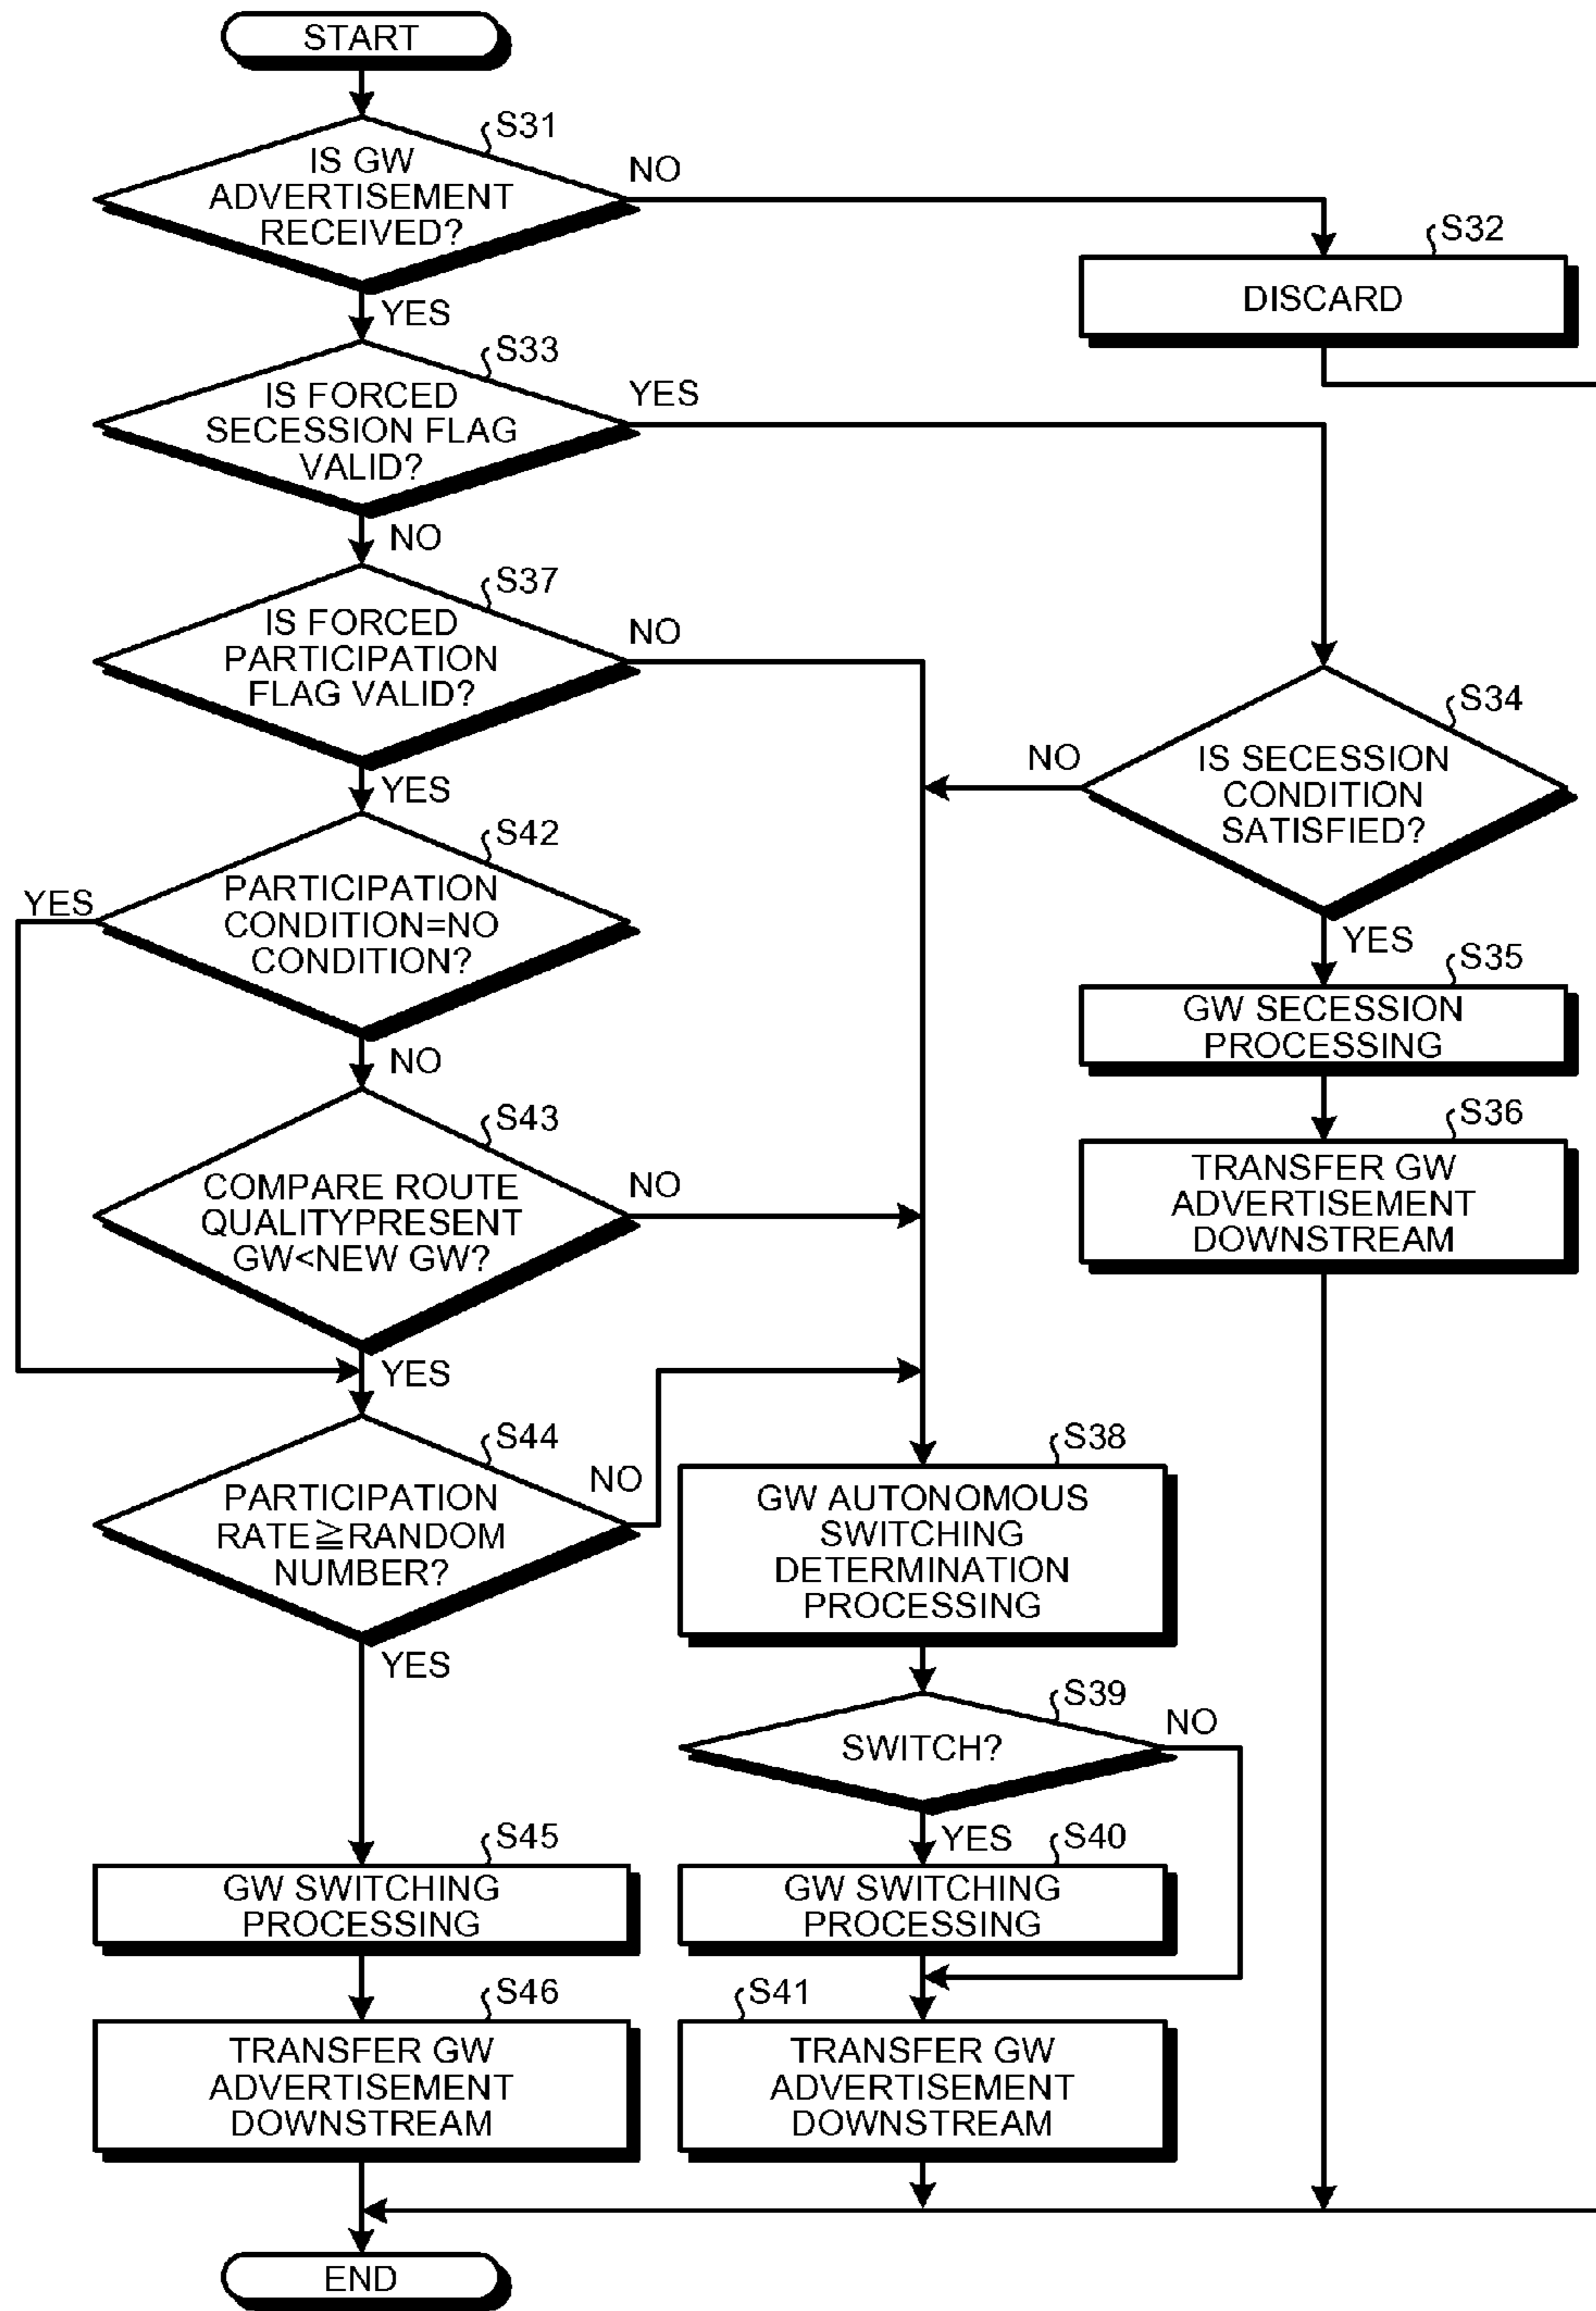 START
S31
IS GW
ADVERTISEMENT
RECEIVED?
NO
S32
DISCARD
YES
S33
IS FORCED
SECESSION FLAG
VALID?
YES
NO
S37
IS FORCED
PARTICIPATION
FLAG VALID?
NO
S34
IS SECESSION
CONDITION
SATISFIED?
NO
YES
YES
S42
PARTICIPATION
CONDITION=NO
CONDITION?
YES
NO
S35
GW SECESSION
PROCESSING
S36
TRANSFER GW
ADVERTISEMENT
DOWNSTREAM
S43
COMPARE ROUTE
QUALITYPRESENT
GW<NEW GW?
NO
YES
S44
PARTICIPATION
RATE≧RANDOM
NUMBER?
NO
YES
S38
GW AUTONOMOUS
SWITCHING
DETERMINATION
PROCESSING
S39
SWITCH?
NO
YES
S45
GW SWITCHING
PROCESSING
S40
GW SWITCHING
PROCESSING
S46
TRANSFER GW
ADVERTISEMENT
DOWNSTREAM
S41
TRANSFER GW
ADVERTISEMENT
DOWNSTREAM
END